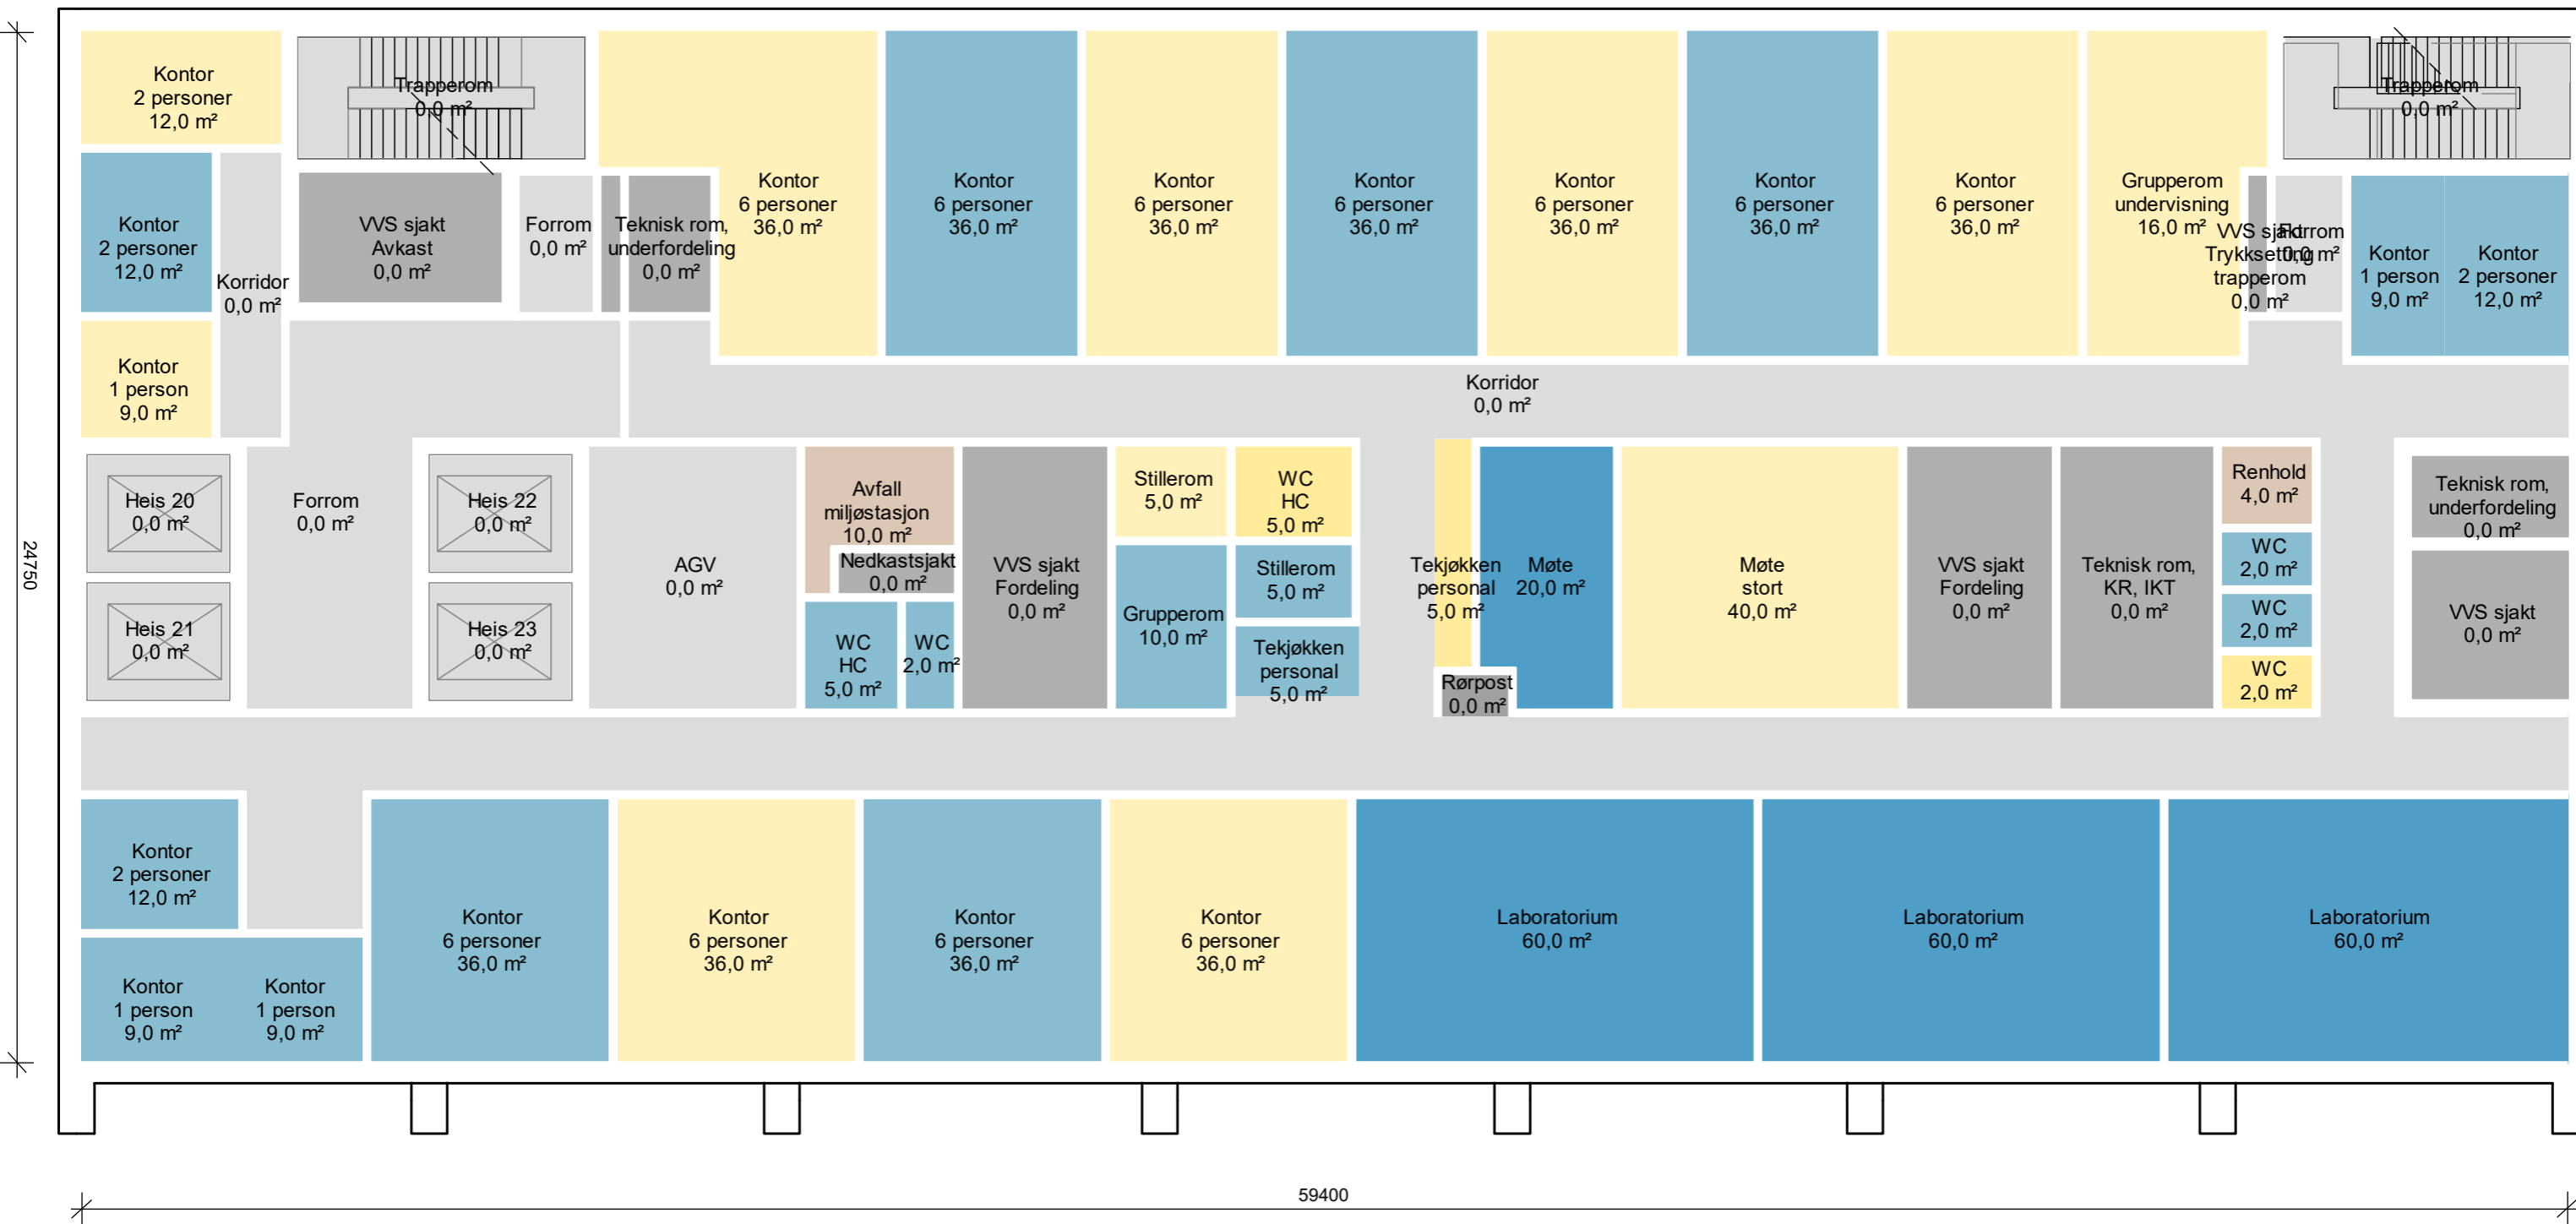 Kontor
2 personer
12,0 m²
Trapperom
0,0 m²
Trapperom
0,0 m²
Kontor
2 personer
12,0 m²
Korridor
0,0 m²
VVS sjakt
Avkast
0,0 m²
Forrom
0,0 m²
Teknisk rom,
underfordeling
0,0 m²
Kontor
6 personer
36,0 m²
Kontor
6 personer
36,0 m²
Kontor
6 personer
36,0 m²
Kontor
6 personer
36,0 m²
Kontor
6 personer
36,0 m²
Kontor
6 personer
36,0 m²
Kontor
6 personer
36,0 m²
Grupperom
undervisning
16,0 m²
VVS sjakt
Trykksetting
trapperom
0,0 m²
Forrom
0,0 m²
Kontor
1 person
9,0 m²
Kontor
2 personer
12,0 m²
Kontor
1 person
9,0 m²
Korridor
0,0 m²
Heis 20
0,0 m²
Forrom
0,0 m²
Heis 22
0,0 m²
Heis 21
0,0 m²
Heis 23
0,0 m²
AGV
0,0 m²
Avfall
miljøstasjon
10,0 m²
Nedkastsjakt
0,0 m²
WC
HC
5,0 m²
WC
2,0 m²
VVS sjakt
Fordeling
0,0 m²
Stillerom
5,0 m²
WC
HC
5,0 m²
Grupperom
10,0 m²
Stillerom
5,0 m²
Tekjøkken
personal
5,0 m²
Tekjøkken
personal
5,0 m²
Rørpost
0,0 m²
Møte
20,0 m²
Møte
stort
40,0 m²
VVS sjakt
Fordeling
0,0 m²
Teknisk rom,
KR, IKT
0,0 m²
Renhold
4,0 m²
WC
2,0 m²
WC
2,0 m²
WC
2,0 m²
Teknisk rom,
underfordeling
0,0 m²
VVS sjakt
0,0 m²
24750
Kontor
2 personer
12,0 m²
Kontor
1 person
9,0 m²
Kontor
1 person
9,0 m²
Kontor
6 personer
36,0 m²
Kontor
6 personer
36,0 m²
Kontor
6 personer
36,0 m²
Kontor
6 personer
36,0 m²
Laboratorium
60,0 m²
Laboratorium
60,0 m²
Laboratorium
60,0 m²
59400